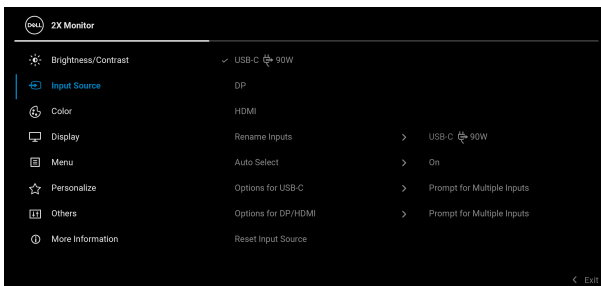 DELL 2X Monitor
Brightness/Contrast USB-C 90W
Input Source DP
Color HDMI
Display Rename Inputs USB-C 90W
Menu Auto Select On
Personalize Options for USB-C Prompt for Multiple Inputs
Others Options for DP/HDMI Prompt for Multiple Inputs
More Information Reset Input Source
Exit